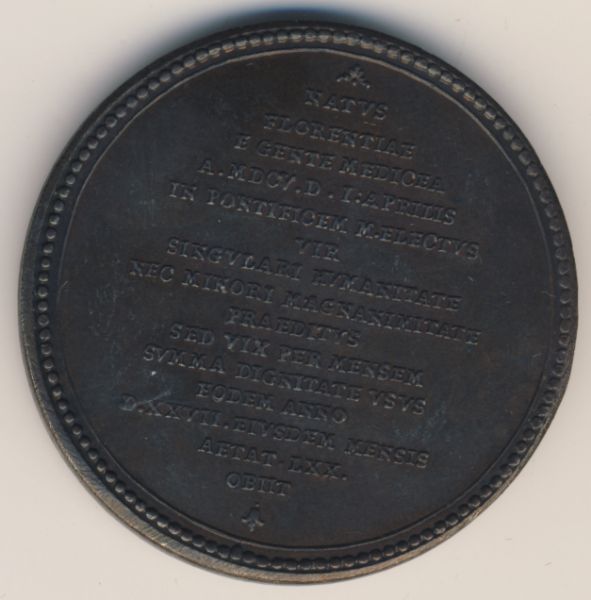 NATVS
FLORENTIAE
E GENTE MEDICEA
A. MDCV. D. I. APRILIS
IN PONTIFICEM M. ELECTVS
VIR
SINGVLARI HVMANITATE
NEC MINORI MAGNANIMITATE
PRAEDITVS
SED VIX PER MENSEM
SVMMA DIGNITATE VSVS
EODEM ANNO
D. XXVII. EIVSDEM MENSIS
AETAT LXX.
OBIIT